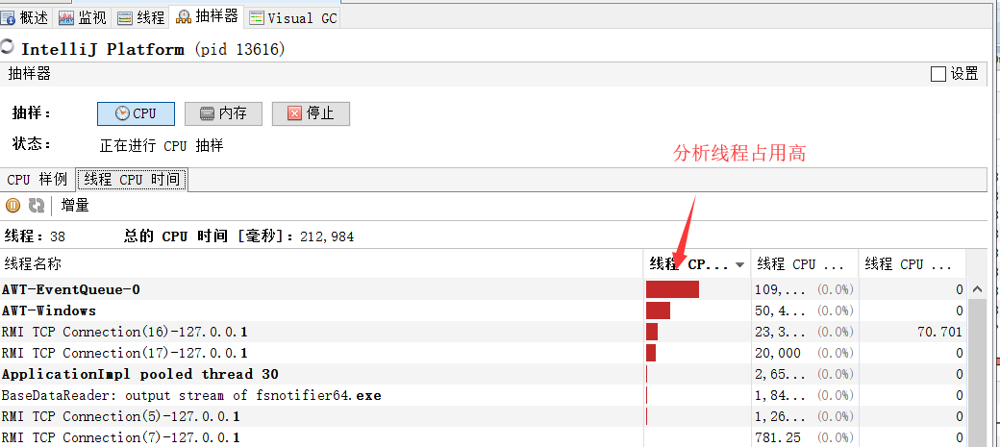 概述 监视 线程 抽样器 Visual GC
IntelliJ Platform (pid 13616)
抽样器 设置
抽样： CPU 内存 停止
状态： 正在进行 CPU 抽样
分析线程占用高
CPU 样例 线程 CPU 时间
增量
线程：38 总的 CPU 时间 [毫秒]：212,984
线程名称 线程 CP... 线程 CPU ... 线程 CPU ...
AWT-EventQueue-0 109,... (0.0%) 0
AWT-Windows 50,4... (0.0%) 0
RMI TCP Connection(16)-127.0.0.1 23,3... (0.0%) 70.701
RMI TCP Connection(17)-127.0.0.1 20,000 (0.0%) 0
ApplicationImpl pooled thread 30 2,65... (0.0%) 0
BaseDataReader: output stream of fsnotifier64.exe 1,84... (0.0%) 0
RMI TCP Connection(5)-127.0.0.1 1,26... (0.0%) 0
RMI TCP Connection(7)-127.0.0.1 781.25 (0.0%) 0